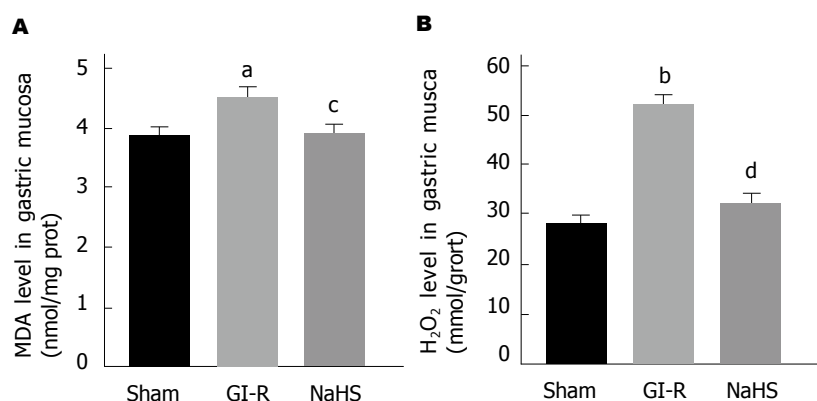 A
MDA level in gastric mucosa
(nmol/mg prot)
5
4
3
2
1
0
a
c
Sham GI-R NaHS
B
H₂O₂ level in gastric musca
(mmol/grort)
60
50
40
30
20
10
0
b
d
Sham GI-R NaHS